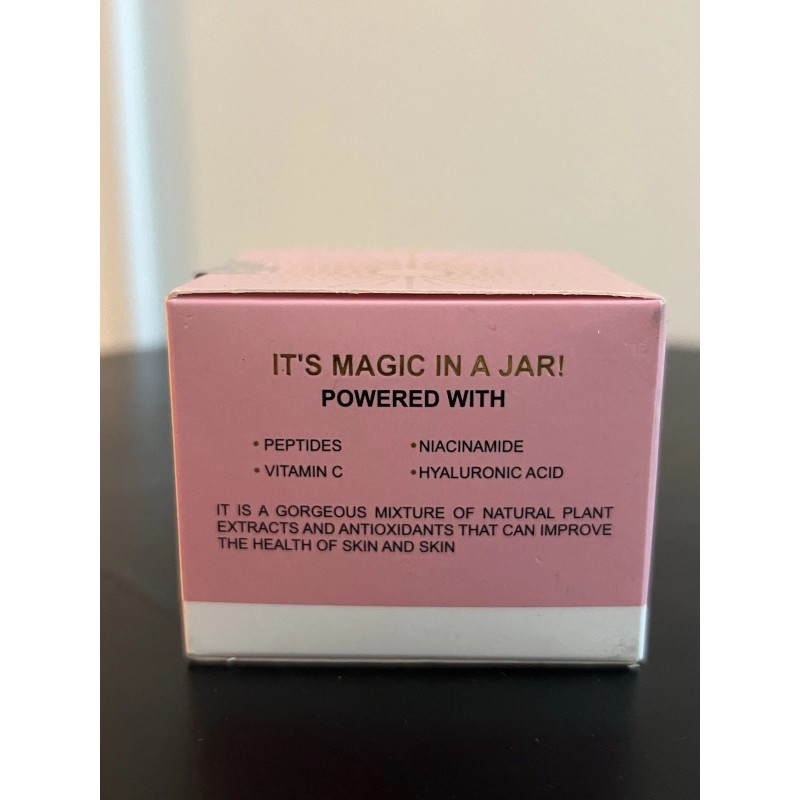 IT'S MAGIC IN A JAR!
POWERED WITH
• PEPTIDES
• NIACINAMIDE
• VITAMIN C
• HYALURONIC ACID
IT IS A GORGEOUS MIXTURE OF NATURAL PLANT
EXTRACTS AND ANTIOXIDANTS THAT CAN IMPROVE
THE HEALTH OF SKIN AND SKIN